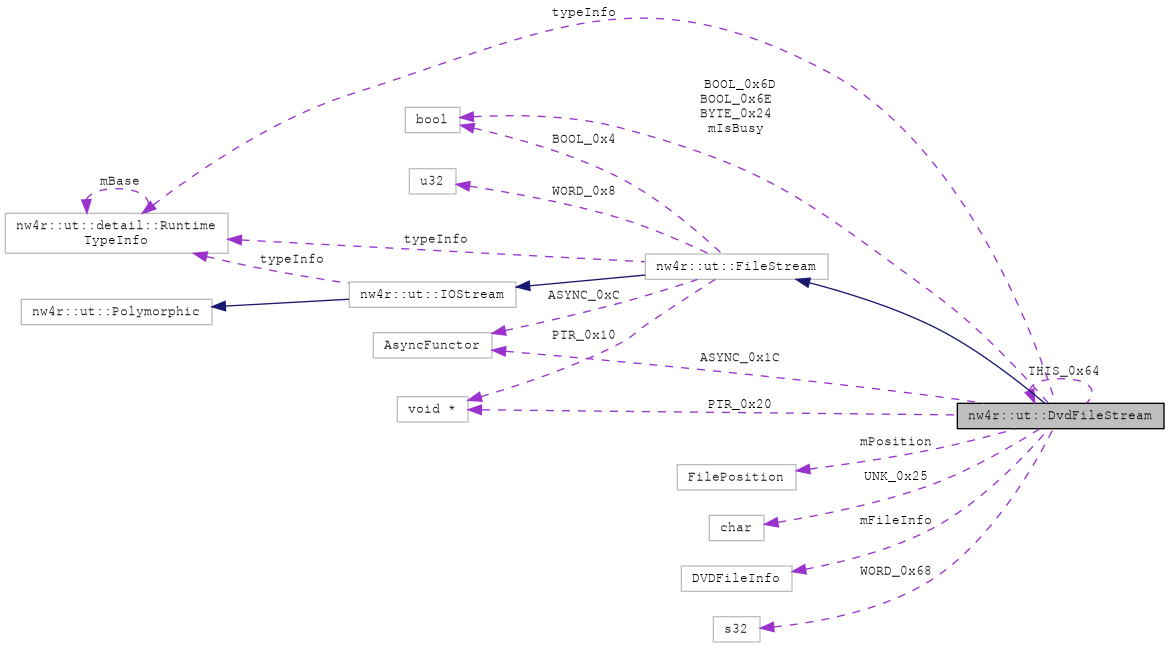 typeInfo
BOOL_0x6D
BOOL_0x6E
BYTE_0x24
mIsBusy
bool
BOOL_0x4
mBase
u32
WORD_0x8
nw4r::ut::detail::Runtime
TypeInfo
typeInfo
typeInfo
nw4r::ut::FileStream
nw4r::ut::IOStream
ASYNC_0xC
nw4r::ut::Polymorphic
PTR_0x10
AsyncFunctor
ASYNC_0x1C
THIS_0x64
void *
PTR_0x20
nw4r::ut::DvdFileStream
mPosition
FilePosition
UNK_0x25
mFileInfo
char
WORD_0x68
DVDFileInfo
s32